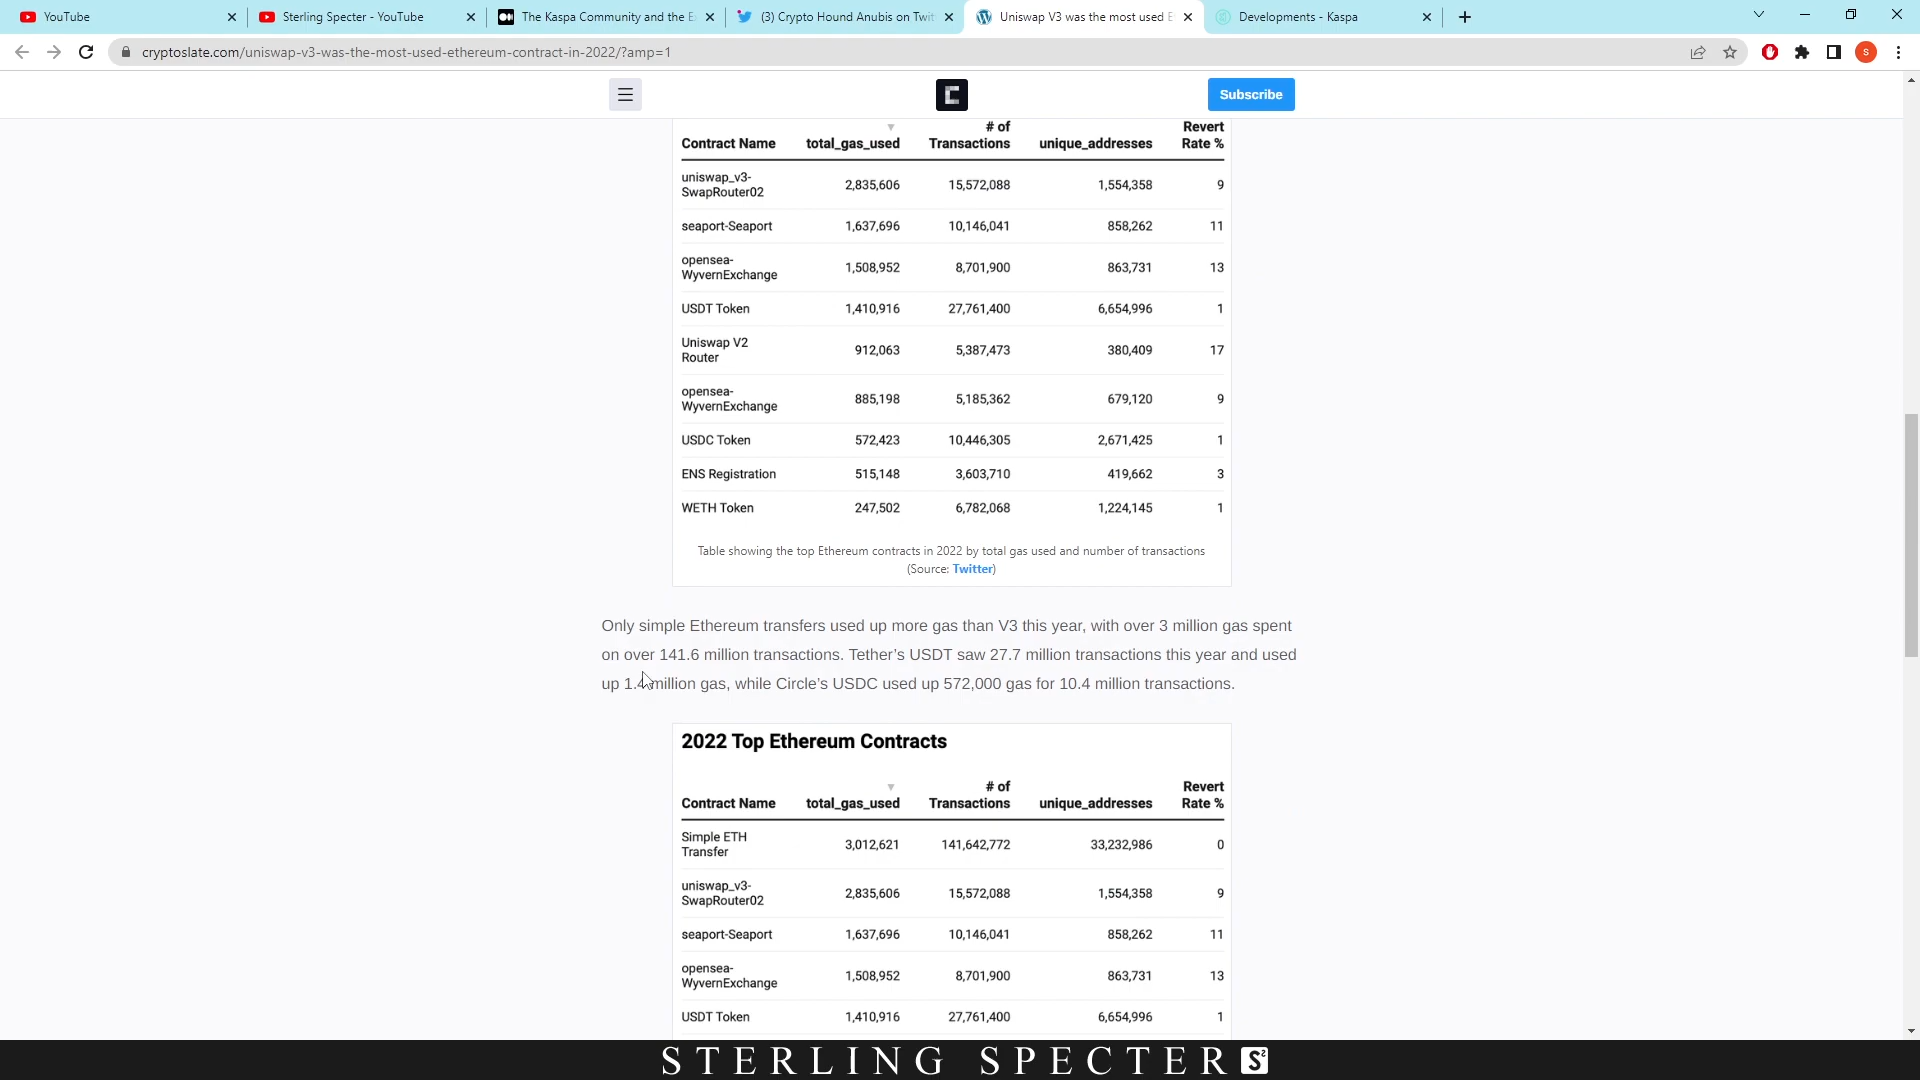 YouTube
Sterling Specter - YouTube
The Kaspa Community and the E
(3) Crypto Hound Anubis on Twit
Uniswap V3 was the most used E
Developments - Kaspa
cryptoslate.com/uniswap-v3-was-the-most-used-ethereum-contract-in-2022/?amp=1
S
C
Subscribe
Contract Name total_gas_used # of Transactions unique_addresses Revert Rate %
uniswap_v3-SwapRouter02 2,835,606 15,572,088 1,554,358 9
seaport-Seaport 1,637,696 10,146,041 858,262 11
opensea-WyvernExchange 1,508,952 8,701,900 863,731 13
USDT Token 1,410,916 27,761,400 6,654,996 1
Uniswap V2 Router 912,063 5,387,473 380,409 17
opensea-WyvernExchange 885,198 5,185,362 679,120 9
USDC Token 572,423 10,446,305 2,671,425 1
ENS Registration 515,148 3,603,710 419,662 3
WETH Token 247,502 6,782,068 1,224,145 1
Table showing the top Ethereum contracts in 2022 by total gas used and number of transactions
(Source: Twitter)
Only simple Ethereum transfers used up more gas than V3 this year, with over 3 million gas spent
on over 141.6 million transactions. Tether's USDT saw 27.7 million transactions this year and used
up 1.4 million gas, while Circle's USDC used up 572,000 gas for 10.4 million transactions.
2022 Top Ethereum Contracts
Contract Name total_gas_used # of Transactions unique_addresses Revert Rate %
Simple ETH Transfer 3,012,621 141,642,772 33,232,986 0
uniswap_v3-SwapRouter02 2,835,606 15,572,088 1,554,358 9
seaport-Seaport 1,637,696 10,146,041 858,262 11
opensea-WyvernExchange 1,508,952 8,701,900 863,731 13
USDT Token 1,410,916 27,761,400 6,654,996 1
STERLING SPECTER S²